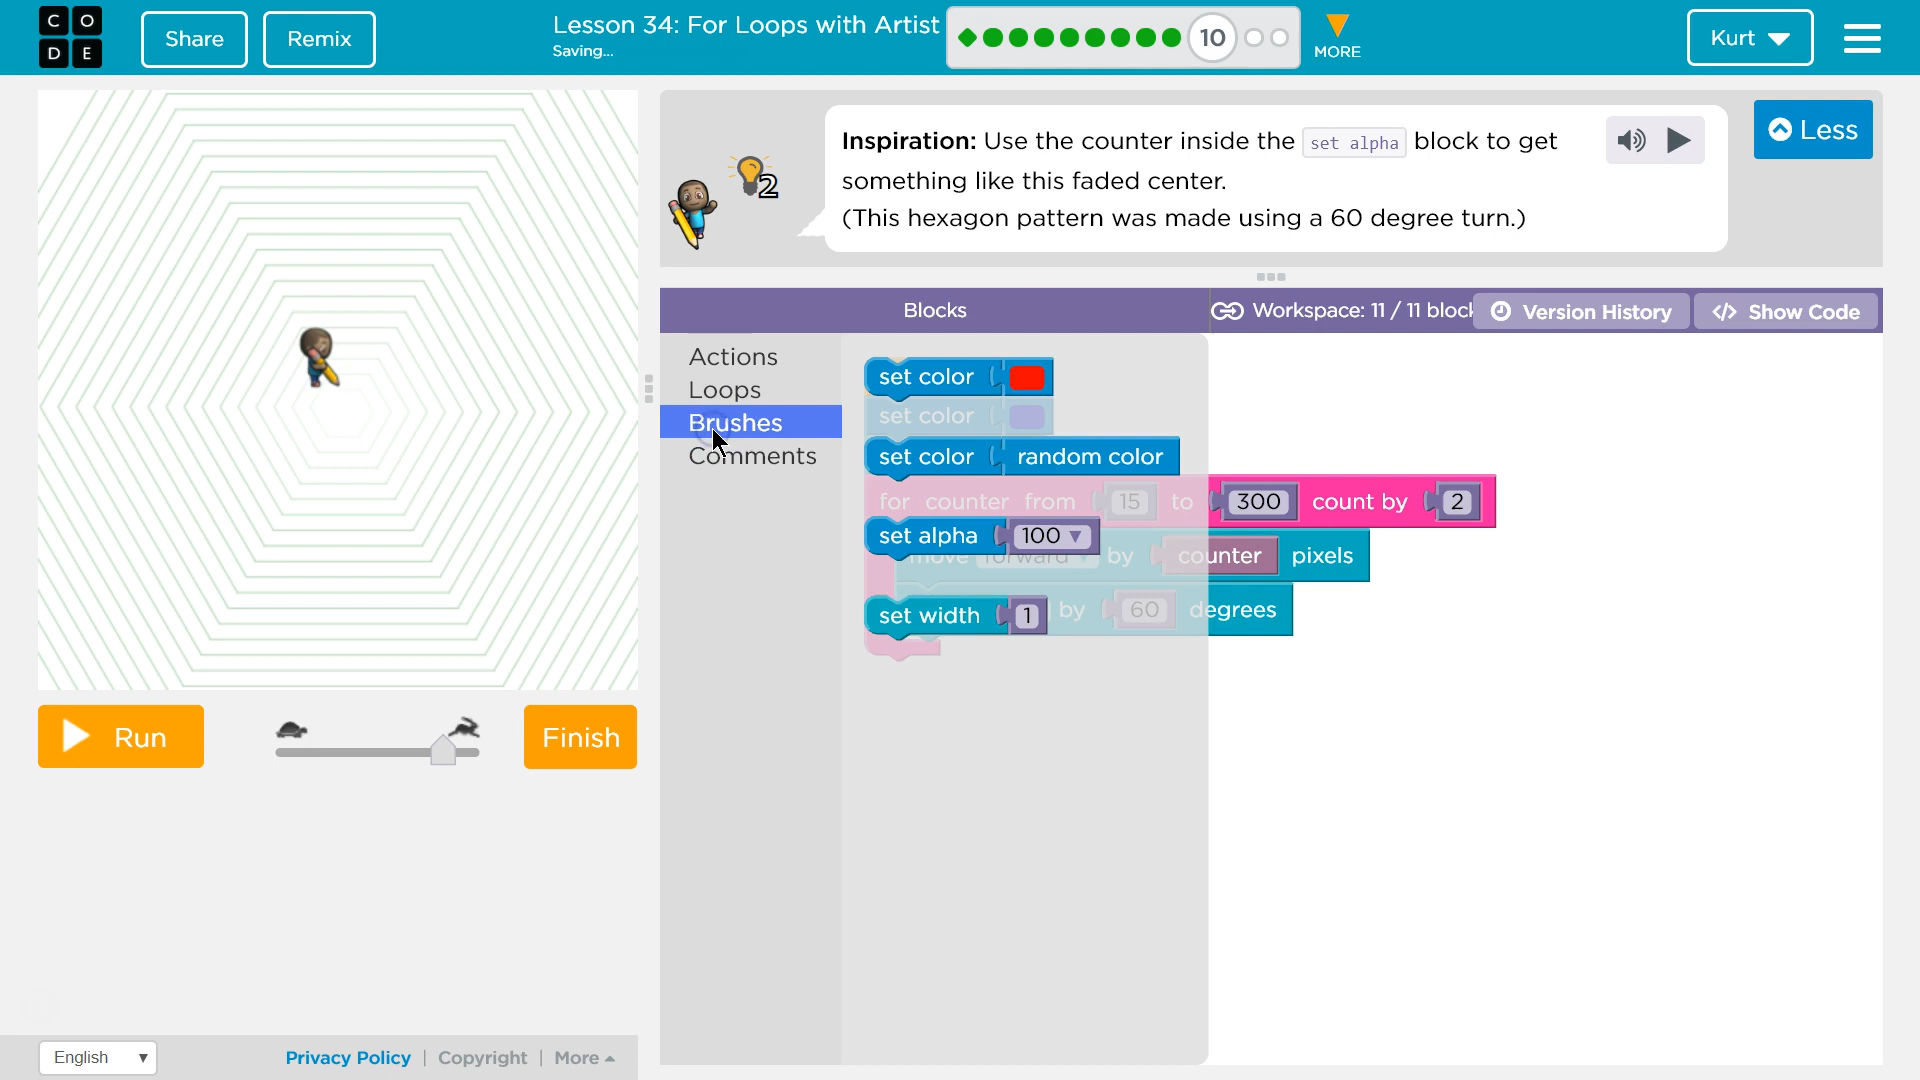 C O
D E
Share
Remix
Lesson 34: For Loops with Artist
Saving...
10
MORE
Kurt
2
Inspiration: Use the counter inside the set alpha block to get
something like this faded center.
(This hexagon pattern was made using a 60 degree turn.)
Less
Blocks
Workspace: 11 / 11 block
Version History
</> Show Code
Actions
Loops
Brushes
Comments
set color
set color
set color random color
for counter from 15 to 300 count by 2
set alpha 100
move forward by counter pixels
set width 1
by 60 degrees
Run
Finish
English
Privacy Policy | Copyright | More